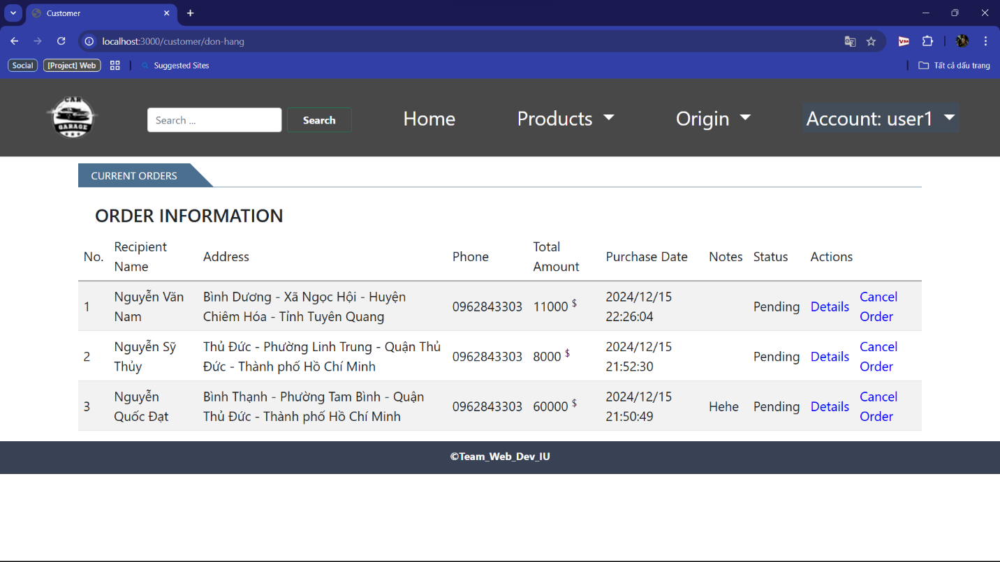 Customer
localhost:3000/customer/don-hang
Social
[Project] Web
Suggested Sites
Tất cả dấu trang
CAR
GARAGE
Search ...
Search
Home
Products
Origin
Account: user1
CURRENT ORDERS
ORDER INFORMATION
No. Recipient Name Address Phone Total Amount Purchase Date Notes Status Actions
1 Nguyễn Văn Nam Bình Dương - Xã Ngọc Hội - Huyện Chiêm Hóa - Tỉnh Tuyên Quang 0962843303 11000 $ 2024/12/15 22:26:04 Pending Details Cancel Order
2 Nguyễn Sỹ Thủy Thủ Đức - Phường Linh Trung - Quận Thủ Đức - Thành phố Hồ Chí Minh 0962843303 8000 $ 2024/12/15 21:52:30 Pending Details Cancel Order
3 Nguyễn Quốc Đạt Bình Thạnh - Phường Tam Bình - Quận Thủ Đức - Thành phố Hồ Chí Minh 0962843303 60000 $ 2024/12/15 21:50:49 Hehe Pending Details Cancel Order
©Team_Web_Dev_IU